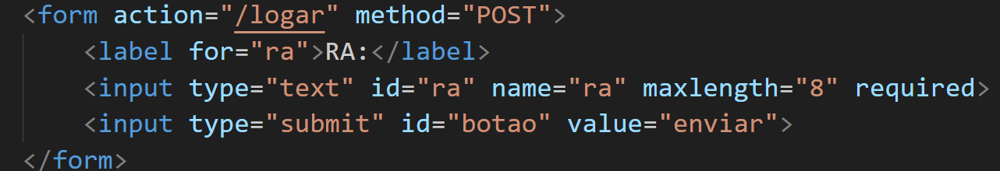 <form action="/logar" method="POST">
<label for="ra">RA:</label>
<input type="text" id="ra" name="ra" maxlength="8" required>
<input type="submit" id="botao" value="enviar">
</form>